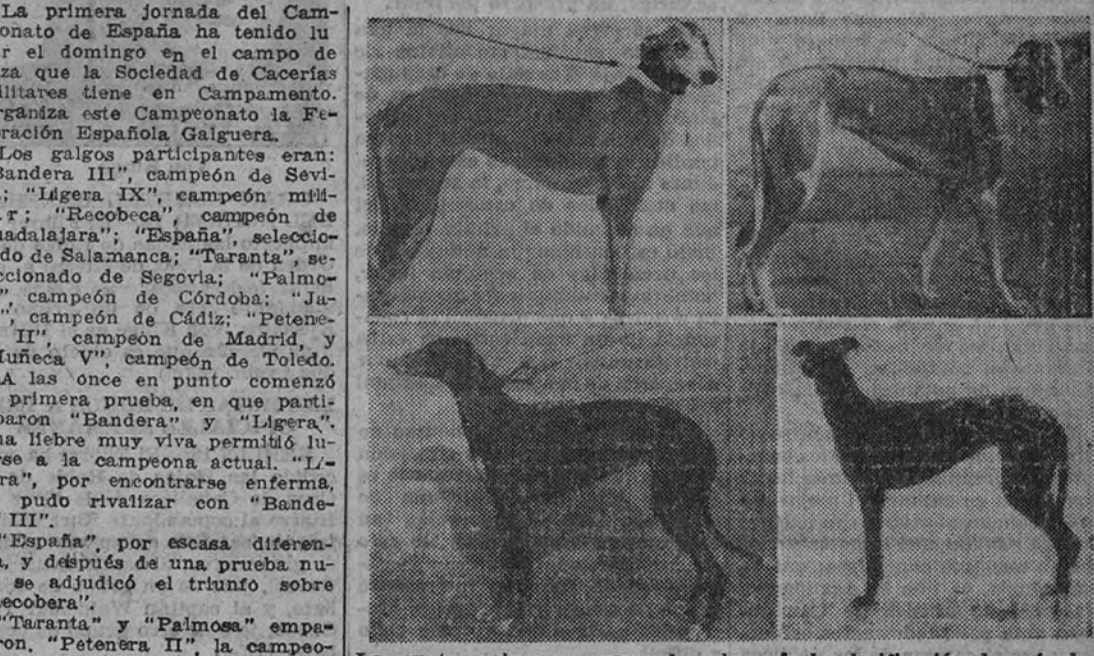 La primera jornada del Cam-
onato de España ha tenido lu
r el domingo en el campo de
za que la Sociedad de Cacerías
ilitares tiene en Campamento.
rganiza este Campeonato la Fe-
ración Española Galguera.
Los galgos participantes eran:
Bandera III", campeón de Sevi-
; "Ligera IX", campeón mili-
r; "Recobeca", campeón de
uadalajara"; "España", seleccio-
do de Salamanca; "Taranta", se-
ccionado de Segovia; "Palmo-
", campeón de Córdoba; "Ja-
", campeón de Cádiz; "Petene-
II", campeón de Madrid, y
uñeca V", campeón de Toledo.
A las once en punto comenzó
primera prueba, en que parti-
paron "Bandera" y "Ligera".
na liebre muy viva permitió lu-
rse a la campeona actual. "Li-
ra", por encontrarse enferma,
pudo rivalizar con "Bande-
III".
"España", por escasa diferen-
, y después de una prueba nu-
se adjudicó el triunfo sobre
ecobera".
"Taranta" y "Palmosa" empa-
ron. "Petenera II", la campeo-